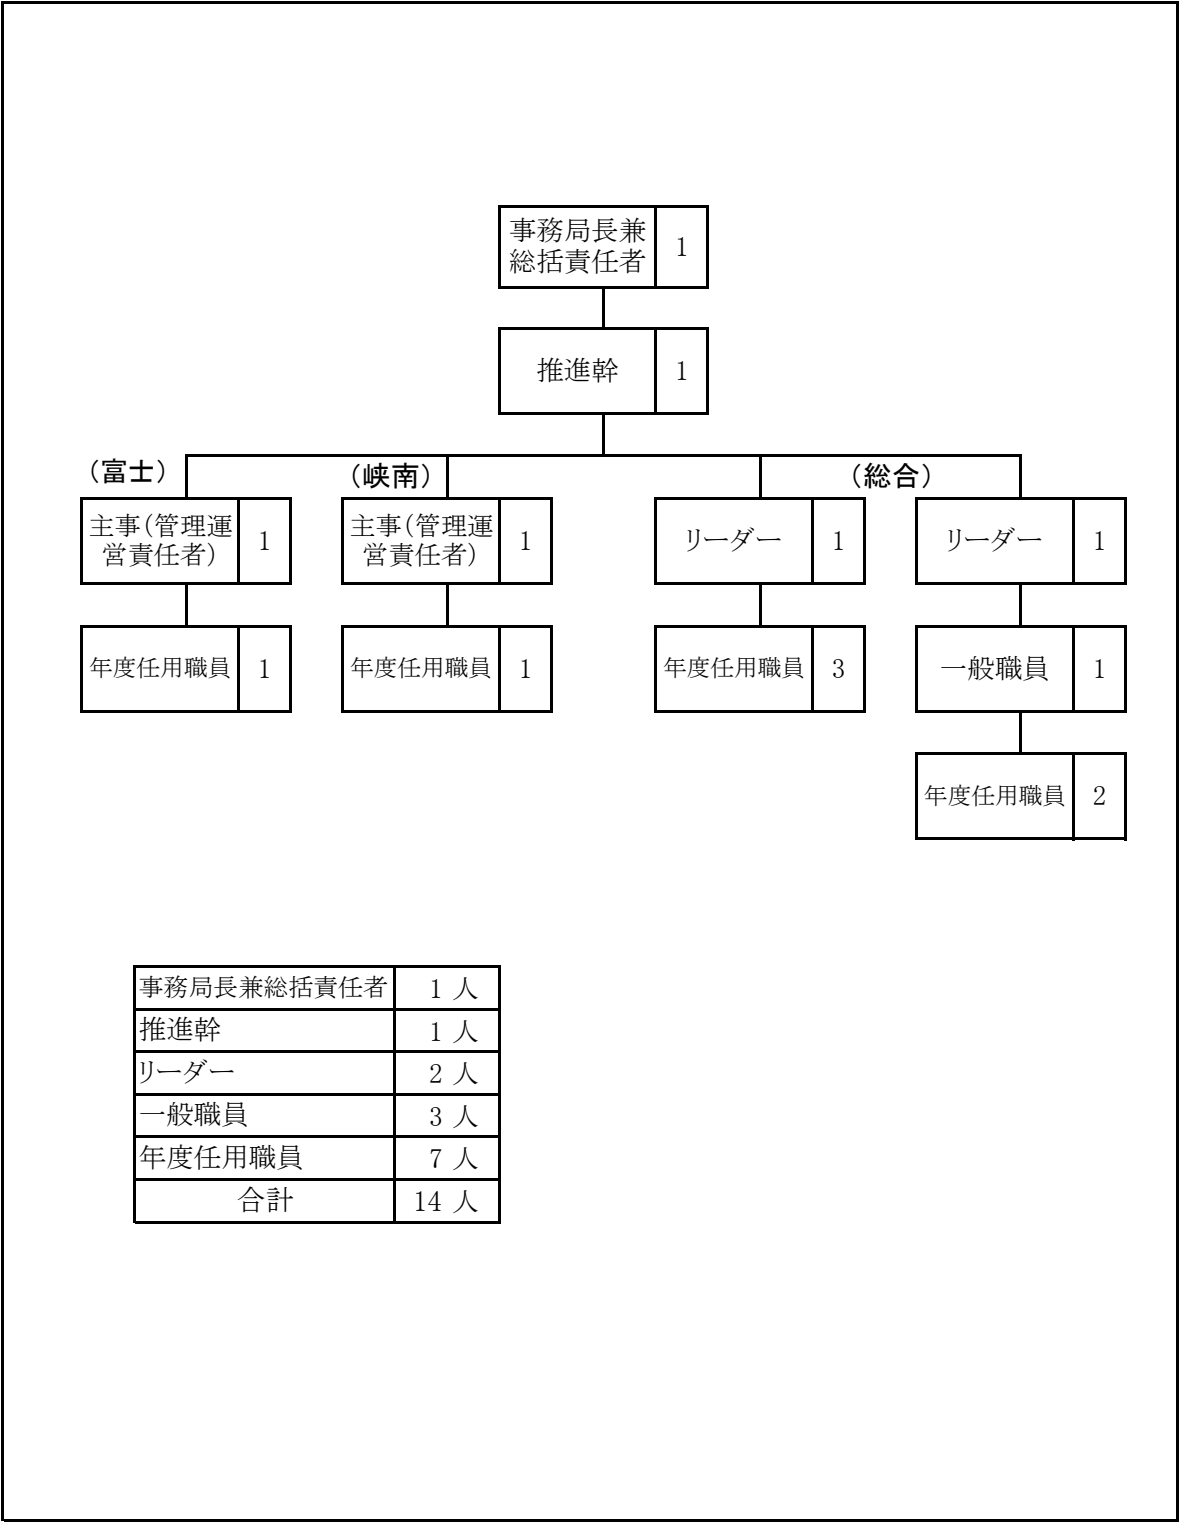 事務局長兼
総括責任者
1
推進幹
1
（富士）
（峡南）
（総合）
主事（管理運
営責任者）
1
主事（管理運
営責任者）
1
リーダー
1
リーダー
1
年度任用職員
1
年度任用職員
1
年度任用職員
3
一般職員
1
年度任用職員
2
事務局長兼総括責任者 1 人
推進幹 1 人
リーダー 2 人
一般職員 3 人
年度任用職員 7 人
合計 14 人